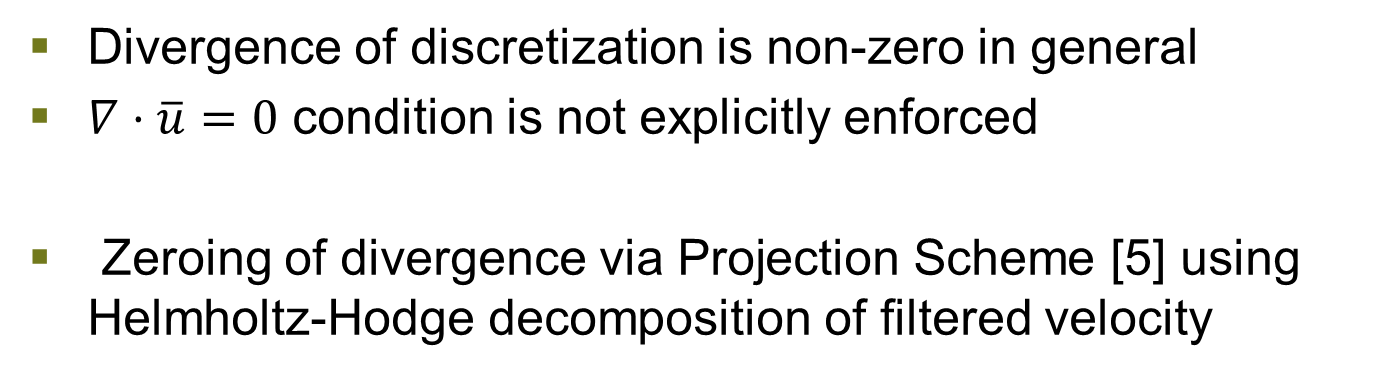 ▪ Divergence of discretization is non-zero in general
▪ ∇ · ū = 0 condition is not explicitly enforced
▪ Zeroing of divergence via Projection Scheme [5] using
Helmholtz-Hodge decomposition of filtered velocity